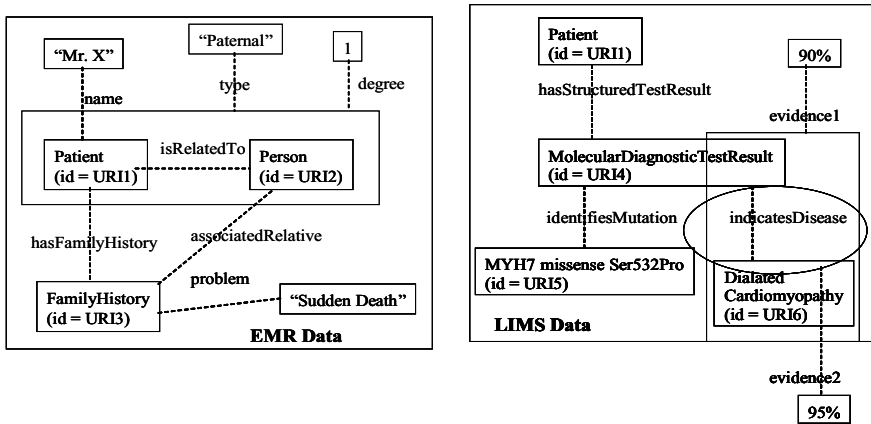 “Mr. X”
“Paternal”
1
name
type
degree
Patient
(id = URI1)
isRelatedTo
Person
(id = URI2)
hasFamilyHistory
associatedRelative
problem
FamilyHistory
(id = URI3)
“Sudden Death”
EMR Data
Patient
(id = URI1)
90%
hasStructuredTestResult
evidence1
MolecularDiagnosticTestResult
(id = URI4)
identifiesMutation
indicatesDisease
MYH7 missense Ser532Pro
(id = URI5)
Dialated
Cardiomyopathy
(id = URI6)
LIMS Data
evidence2
95%